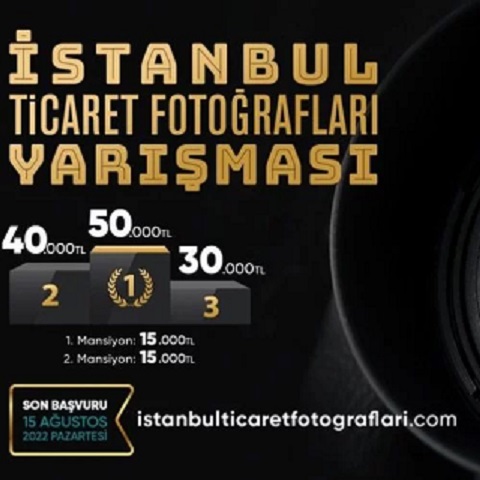 İSTANBUL
TİCARET FOTOĞRAFLARI
YARIŞMASI
50.000TL
40.000TL
30.000TL
2
1
3
1. Mansiyon: 15.000TL
2. Mansiyon: 15.000TL
SON BAŞVURU
15 AĞUSTOS
2022 PAZARTESİ
istanbulticaretfotograflari.com